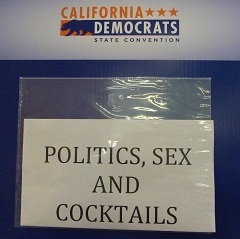 CALIFORNIA
DEMOCRATS
STATE CONVENTION
POLITICS, SEX
AND
COCKTAILS